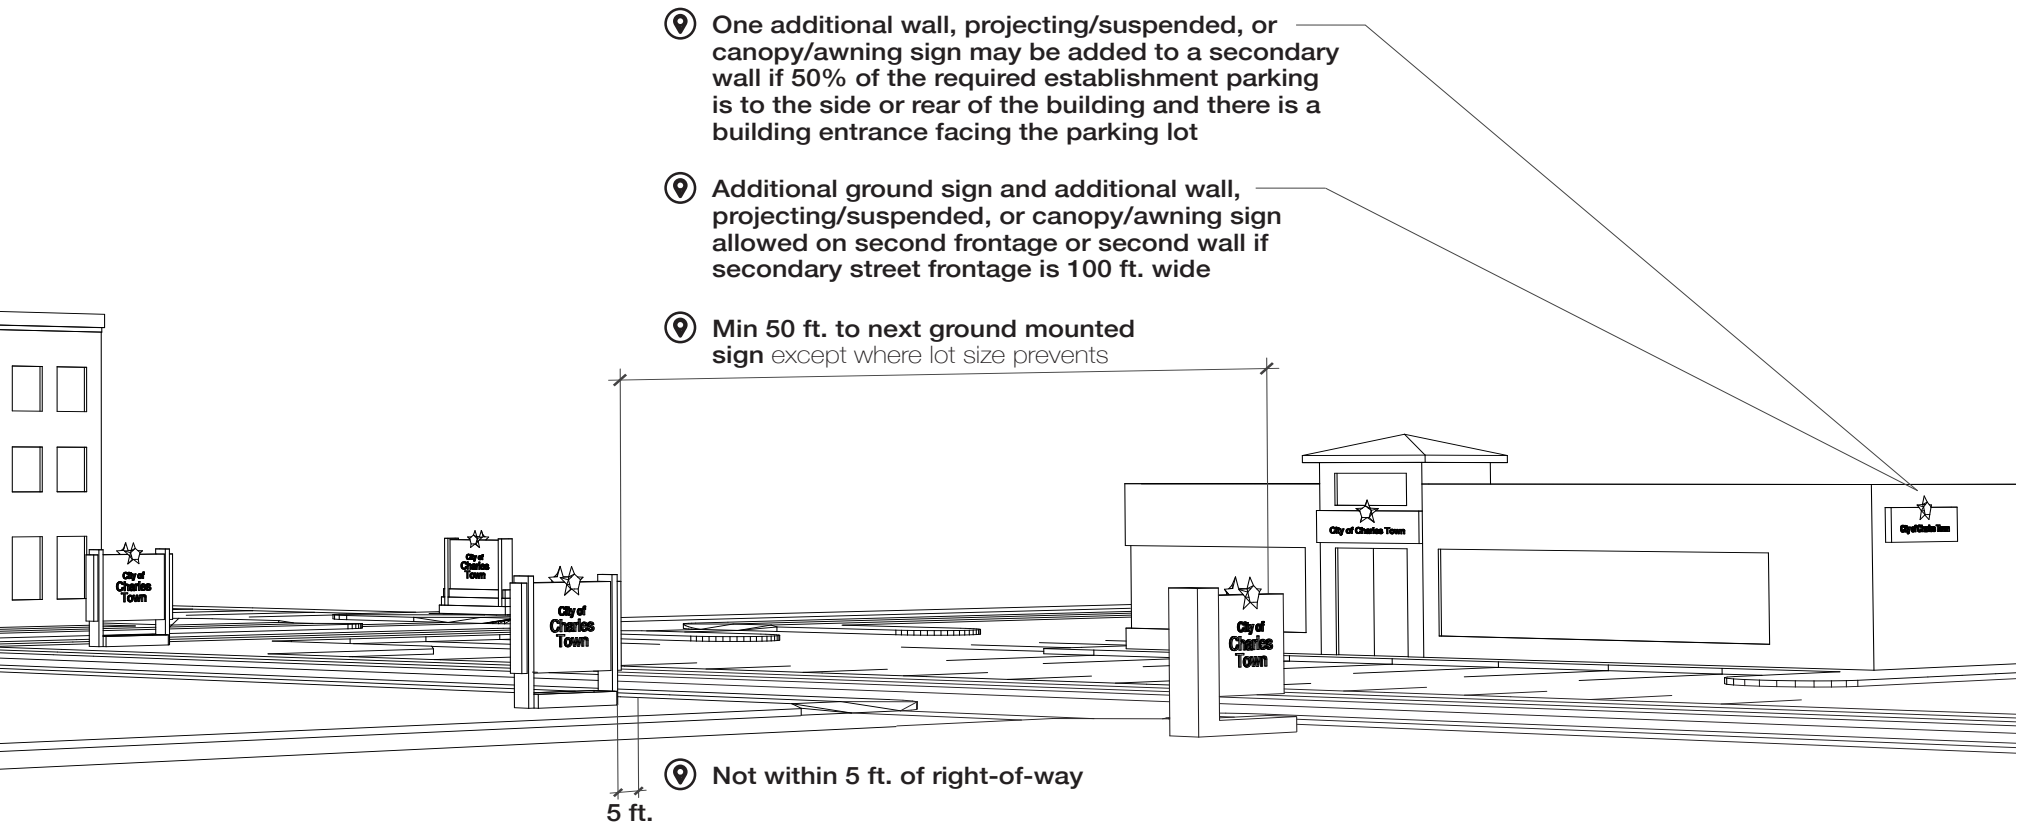 One additional wall, projecting/suspended, or
canopy/awning sign may be added to a secondary
wall if 50% of the required establishment parking
is to the side or rear of the building and there is a
building entrance facing the parking lot
Additional ground sign and additional wall,
projecting/suspended, or canopy/awning sign
allowed on second frontage or second wall if
secondary street frontage is 100 ft. wide
Min 50 ft. to next ground mounted
sign except where lot size prevents
City of Charles Town
City of Charles Town
City of
Charles
Town
City of
Charles
Town
City of
Charles
Town
City of
Charles
Town
Not within 5 ft. of right-of-way
5 ft.